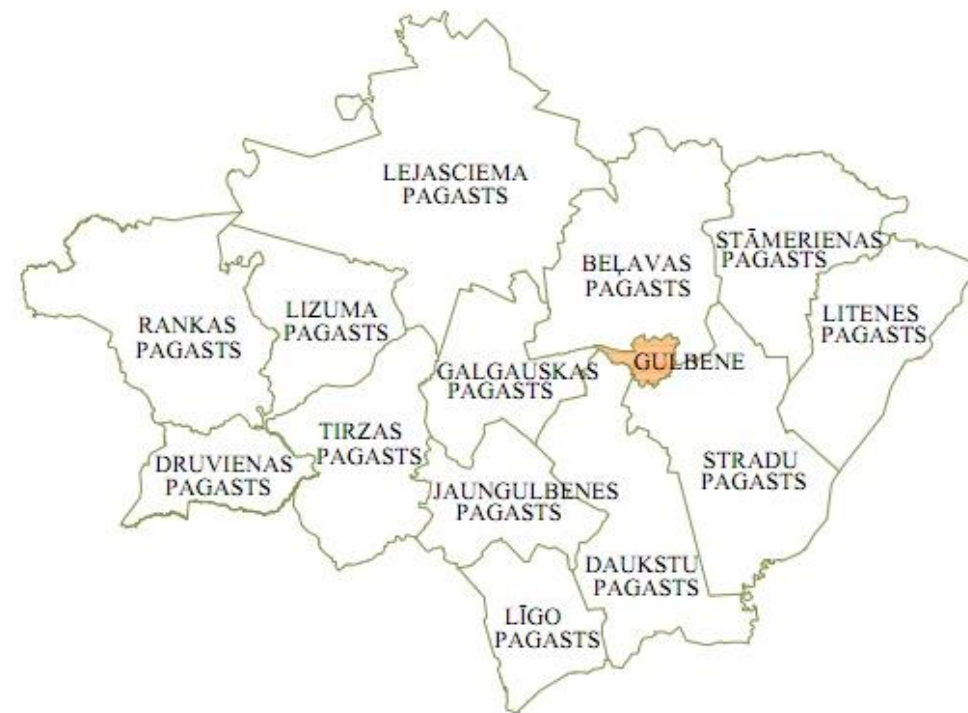 LEJASCIEMA
PAGASTS
STĀMERIENAS
PAGASTS
BEĻAVAS
PAGASTS
LITENES
PAGASTS
LIZUMA
PAGASTS
RANKAS
PAGASTS
GULBENE
GALGAUSKAS
PAGASTS
TIRZAS
PAGASTS
DRUVIENAS
PAGASTS
STRADU
PAGASTS
JAUNGULBENES
PAGASTS
DAUKSTU
PAGASTS
LĪGO
PAGASTS